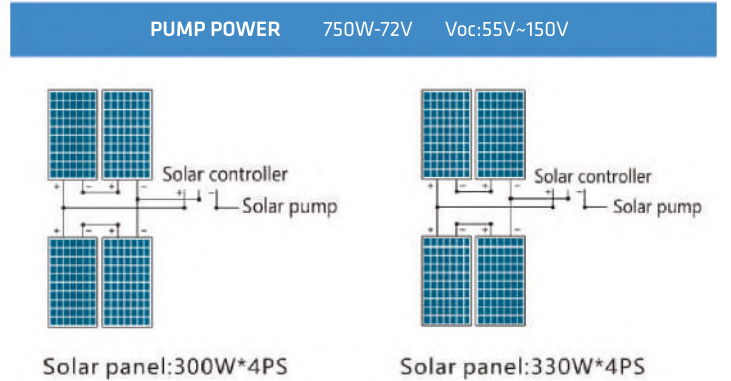 PUMP POWER 750W-72V Voc:55V~150V
+ − + −
Solar controller
+ −
Solar pump
+ − + −
Solar panel:300W*4PS
+ − + −
Solar controller
+ −
Solar pump
+ − + −
Solar panel:330W*4PS